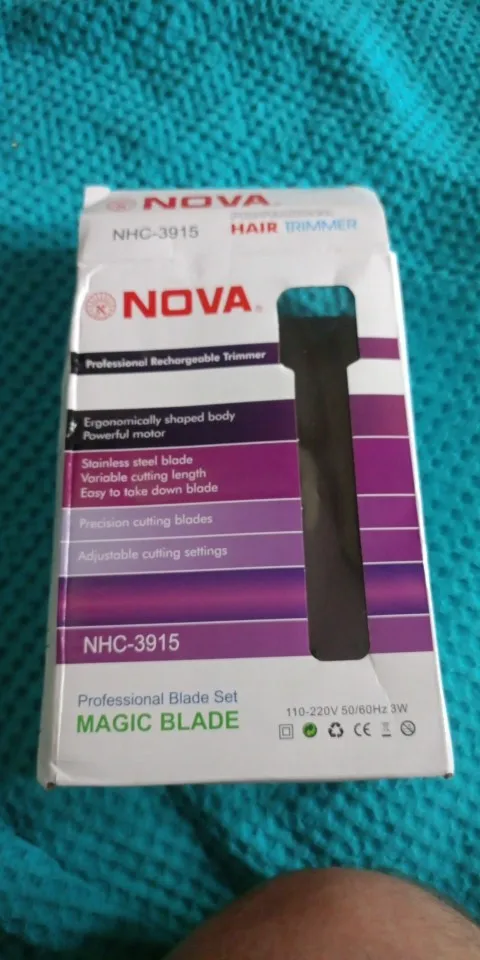 NOVA
NHC-3915
HAIR TRIMMER
NOVA
Professional Rechargeable Trimmer
Ergonomically shaped body
Powerful motor
Stainless steel blade
Variable cutting length
Easy to take down blade
Precision cutting blades
Adjustable cutting settings
NHC-3915
Professional Blade Set
MAGIC BLADE
110-220V 50/60Hz 3W
CE